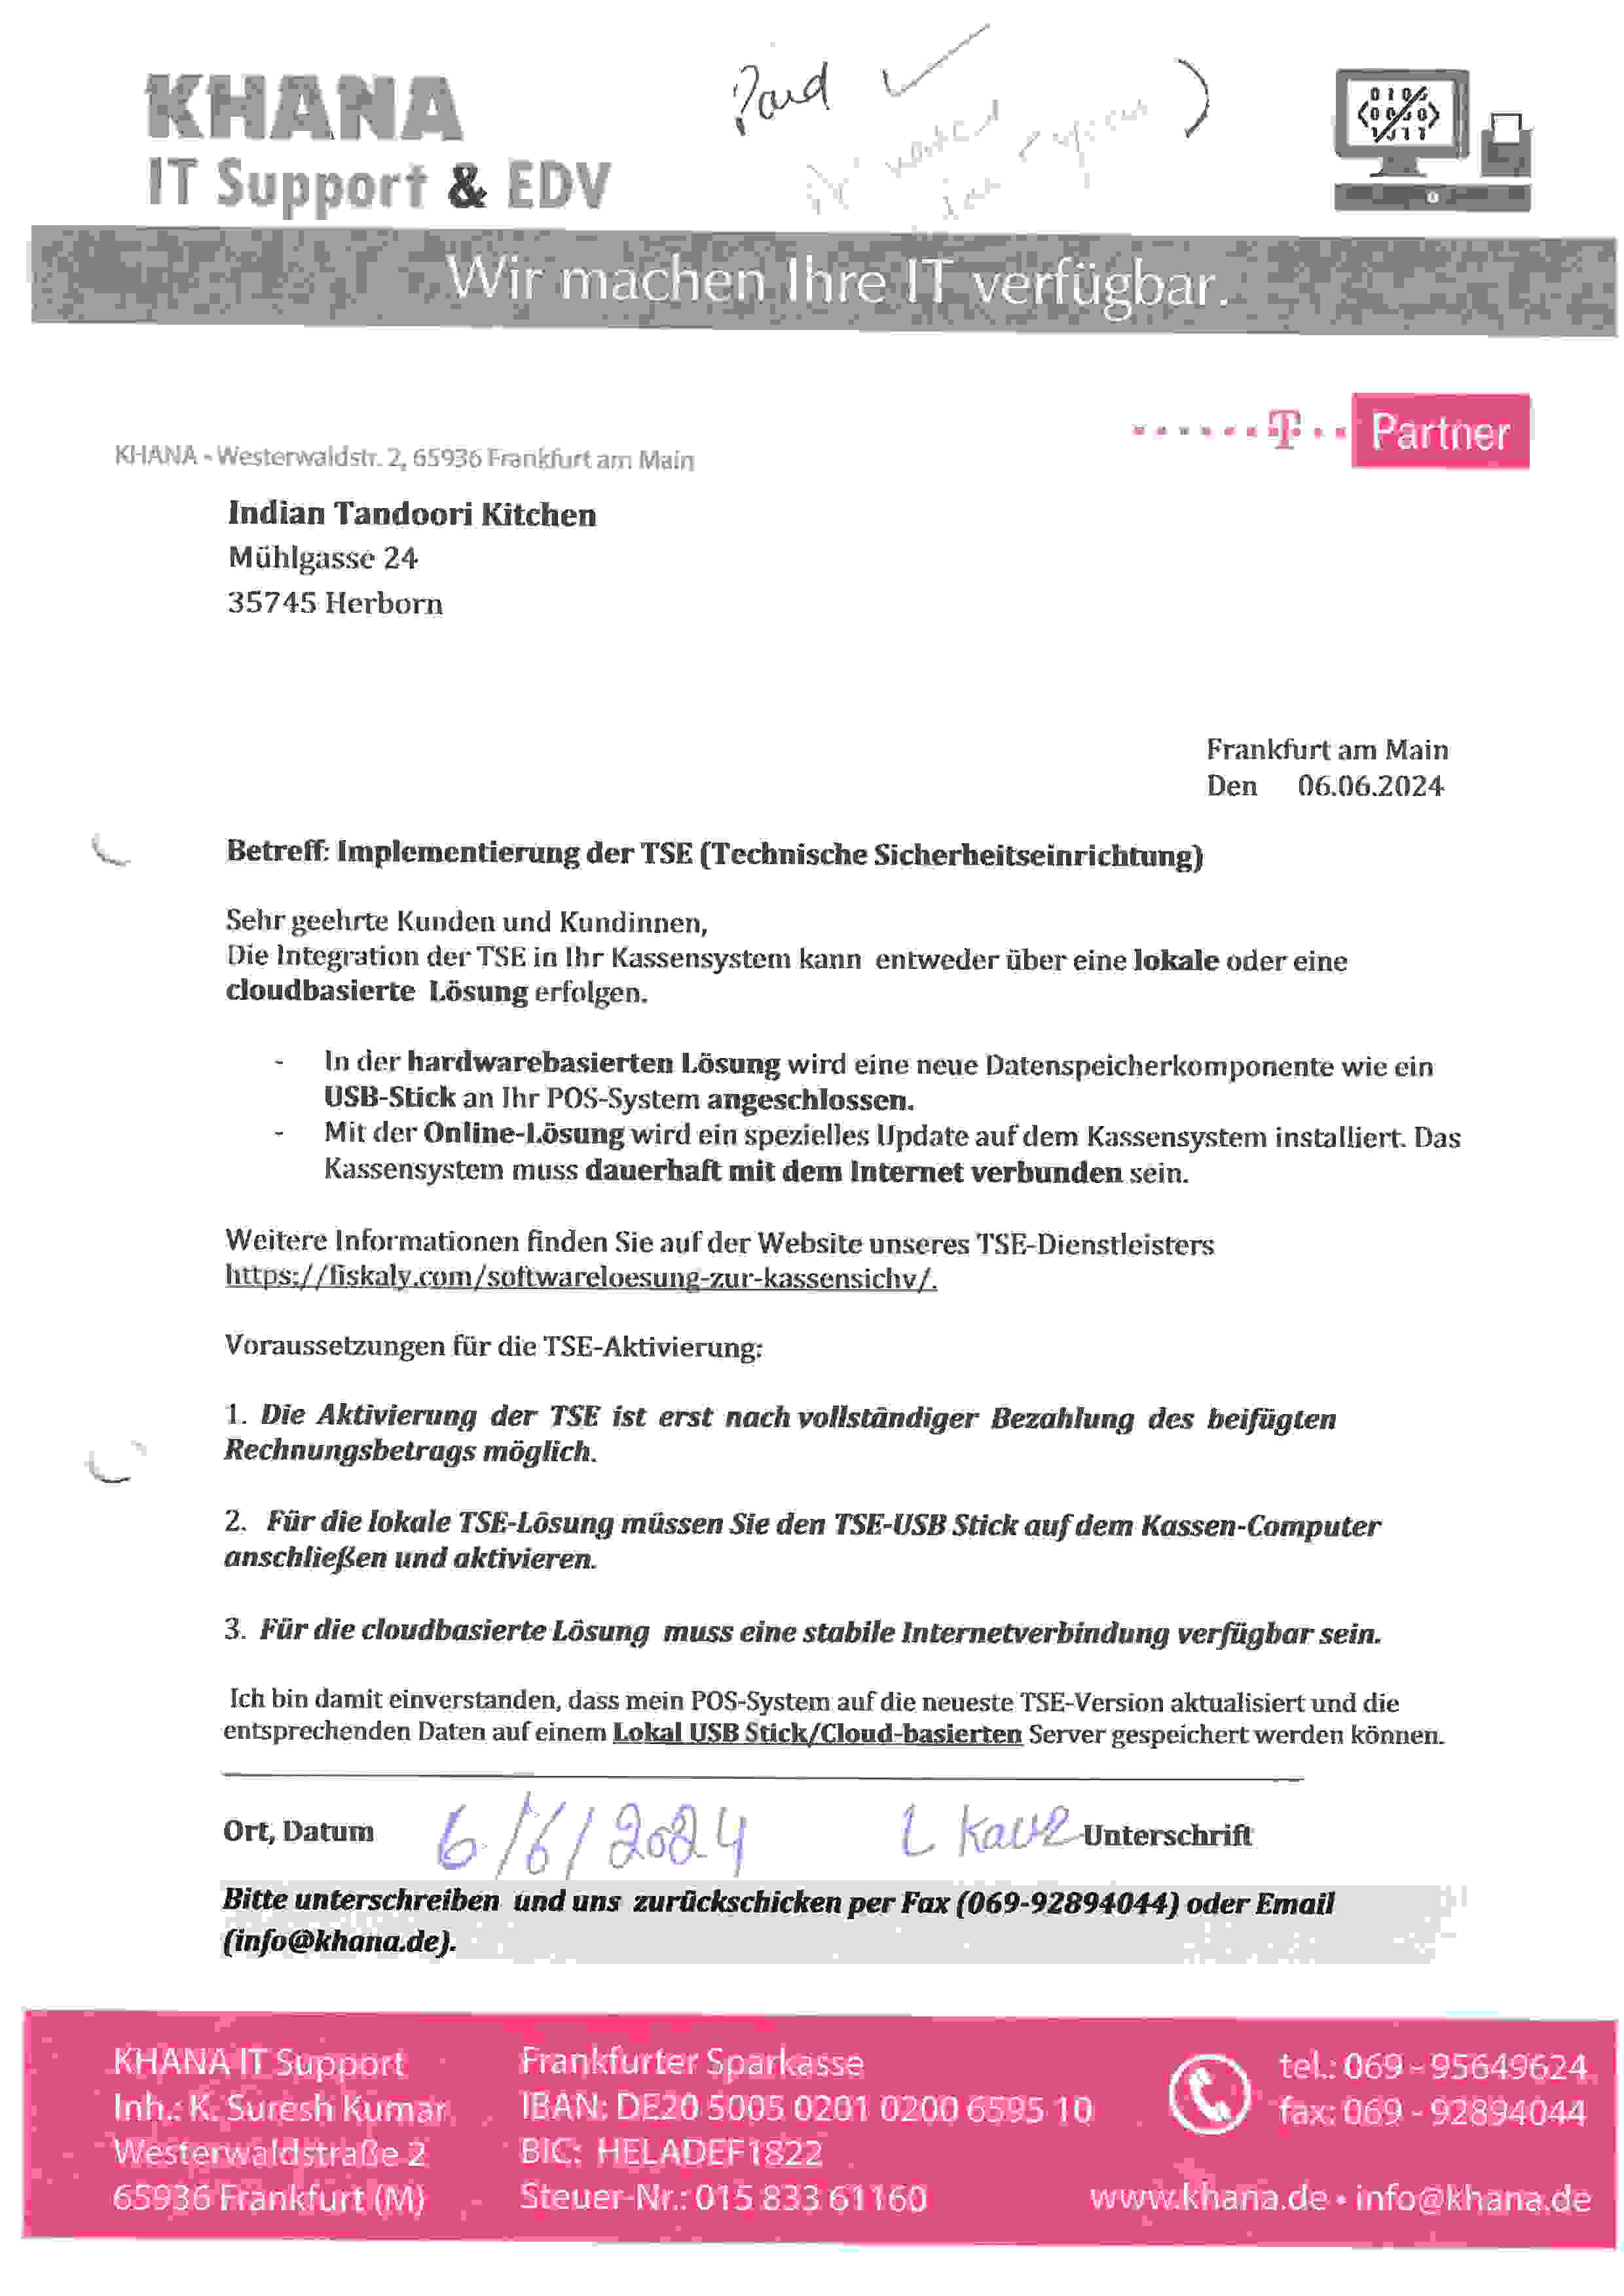 KHANA
IT Support & EDV
Paid ✓
0101
Wir machen Ihre IT verfügbar.
T Partner
KHANA - Westerwaldstr. 2, 65936 Frankfurt am Main
Indian Tandoori Kitchen
Mühlgasse 24
35745 Herborn
Frankfurt am Main
Den 06.06.2024
Betreff: Implementierung der TSE (Technische Sicherheitseinrichtung)
Sehr geehrte Kunden und Kundinnen,
Die Integration der TSE in Ihr Kassensystem kann entweder über eine lokale oder eine
cloudbasierte Lösung erfolgen.
- In der hardwarebasierten Lösung wird eine neue Datenspeicherkomponente wie ein
USB-Stick an Ihr POS-System angeschlossen.
- Mit der Online-Lösung wird ein spezielles Update auf dem Kassensystem installiert. Das
Kassensystem muss dauerhaft mit dem Internet verbunden sein.
Weitere Informationen finden Sie auf der Website unseres TSE-Dienstleisters
https://fiskaly.com/softwareloesung-zur-kassensichv/.
Voraussetzungen für die TSE-Aktivierung:
1. Die Aktivierung der TSE ist erst nach vollständiger Bezahlung des beifügten
Rechnungsbetrags möglich.
2. Für die lokale TSE-Lösung müssen Sie den TSE-USB Stick auf dem Kassen-Computer
anschließen und aktivieren.
3. Für die cloudbasierte Lösung muss eine stabile Internetverbindung verfügbar sein.
Ich bin damit einverstanden, dass mein POS-System auf die neueste TSE-Version aktualisiert und die
entsprechenden Daten auf einem Lokal USB Stick/Cloud-basierten Server gespeichert werden können.
Ort, Datum 6/6/2024 L Kaur Unterschrift
Bitte unterschreiben und uns zurückschicken per Fax (069-92894044) oder Email
(info@khana.de).
KHANA IT Support
Inh.: K. Suresh Kumar
Westerwaldstraße 2
65936 Frankfurt (M)
Frankfurter Sparkasse
IBAN: DE20 5005 0201 0200 6595 10
BIC: HELADEF1822
Steuer-Nr.: 015 833 61160
tel.: 069 - 95649624
fax: 069 - 92894044
www.khana.de • info@khana.de